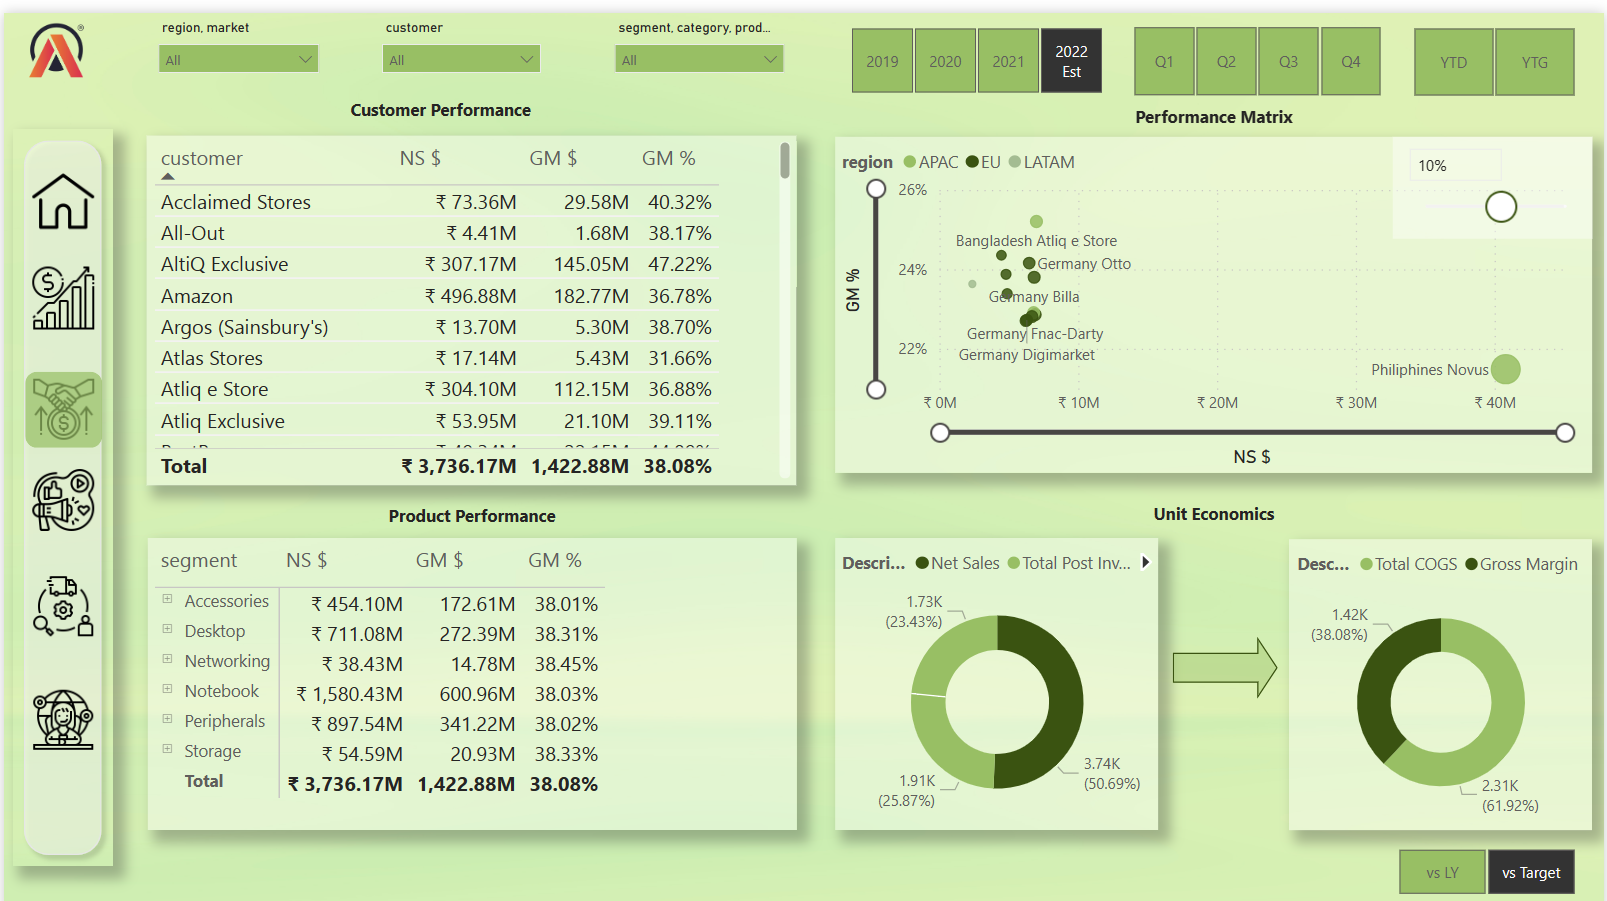 region, market
customer
segment, category, prod...
All
All
All
2019
2020
2021
2022
Est
Q1
Q2
Q3
Q4
YTD
YTG
Customer Performance
customer NS $ GM $ GM %
Acclaimed Stores ₹ 73.36M 29.58M 40.32%
All-Out ₹ 4.41M 1.68M 38.17%
AltiQ Exclusive ₹ 307.17M 145.05M 47.22%
Amazon ₹ 496.88M 182.77M 36.78%
Argos (Sainsbury's) ₹ 13.70M 5.30M 38.70%
Atlas Stores ₹ 17.14M 5.43M 31.66%
Atliq e Store ₹ 304.10M 112.15M 36.88%
Atliq Exclusive ₹ 53.95M 21.10M 39.11%
Total ₹ 3,736.17M 1,422.88M 38.08%
Performance Matrix
region APAC EU LATAM
10%
26%
24%
22%
GM %
Bangladesh Atliq e Store
Germany Otto
Germany Billa
Germany Fnac-Darty
Germany Digimarket
Philiphines Novus
₹ 0M ₹ 10M ₹ 20M ₹ 30M ₹ 40M
NS $
Product Performance
segment NS $ GM $ GM %
Accessories ₹ 454.10M 172.61M 38.01%
Desktop ₹ 711.08M 272.39M 38.31%
Networking ₹ 38.43M 14.78M 38.45%
Notebook ₹ 1,580.43M 600.96M 38.03%
Peripherals ₹ 897.54M 341.22M 38.02%
Storage ₹ 54.59M 20.93M 38.33%
Total ₹ 3,736.17M 1,422.88M 38.08%
Unit Economics
Descri... Net Sales Total Post Inv...
1.73K
(23.43%)
1.91K
(25.87%)
3.74K
(50.69%)
Desc... Total COGS Gross Margin
1.42K
(38.08%)
2.31K
(61.92%)
vs LY
vs Target